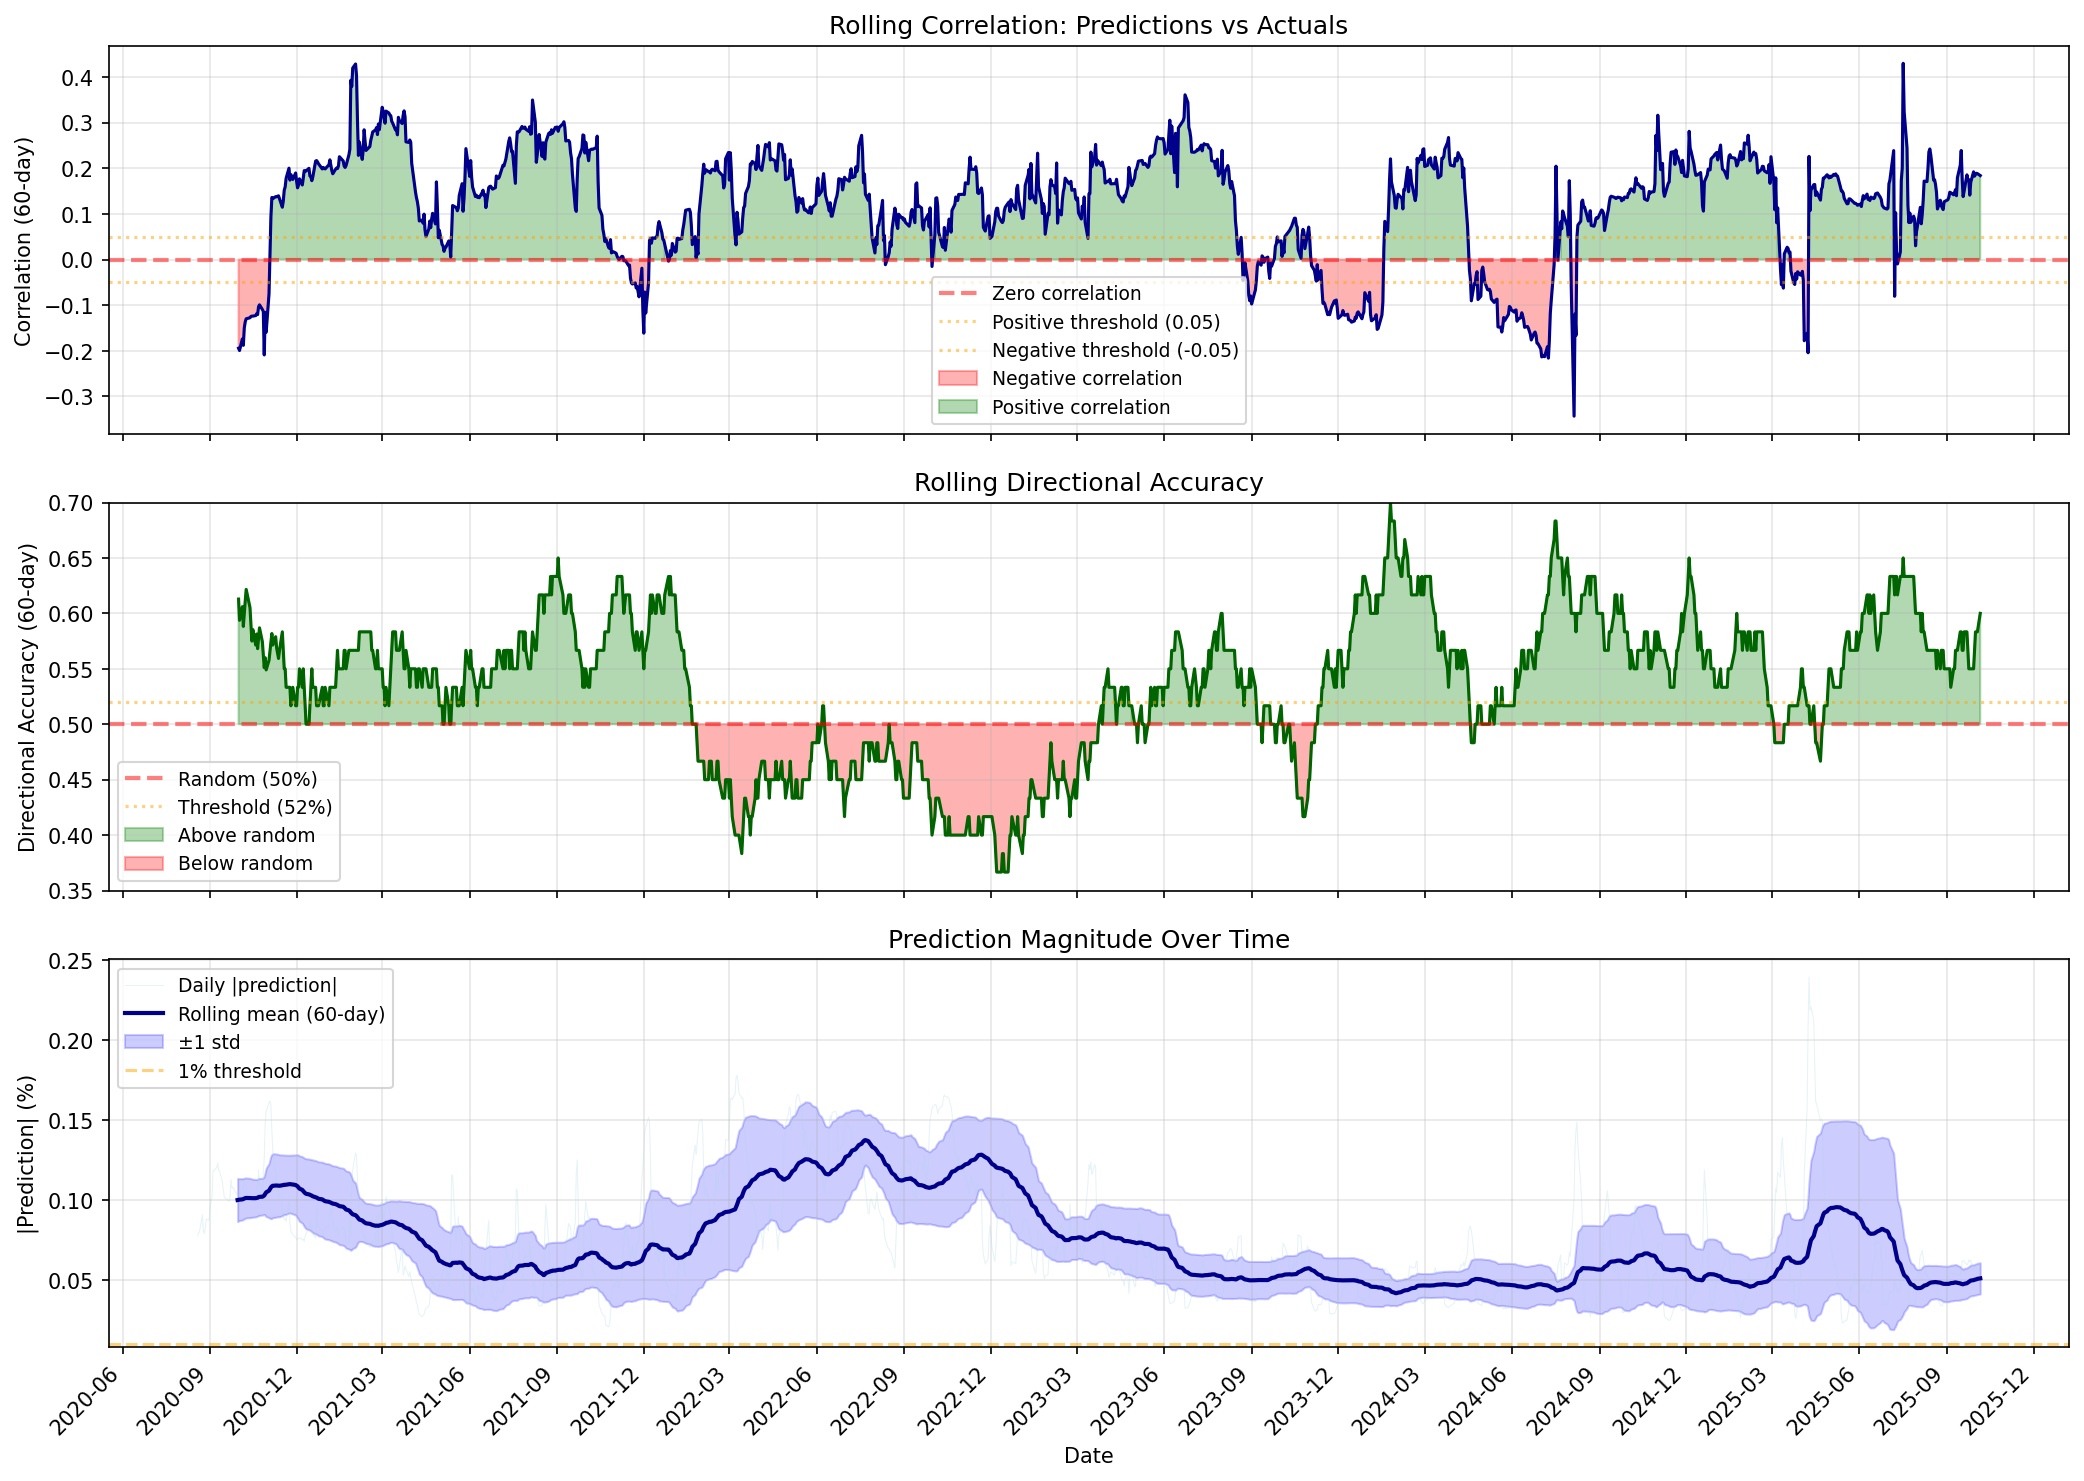 Rolling Correlation: Predictions vs Actuals
Correlation (60-day)
0.4
0.3
0.2
0.1
0.0
−0.1
−0.2
−0.3
Zero correlation
Positive threshold (0.05)
Negative threshold (-0.05)
Negative correlation
Positive correlation
Rolling Directional Accuracy
Directional Accuracy (60-day)
0.70
0.65
0.60
0.55
0.50
0.45
0.40
0.35
Random (50%)
Threshold (52%)
Above random
Below random
Prediction Magnitude Over Time
|Prediction| (%)
0.25
0.20
0.15
0.10
0.05
Daily |prediction|
Rolling mean (60-day)
±1 std
1% threshold
2020-06
2020-09
2020-12
2021-03
2021-06
2021-09
2021-12
2022-03
2022-06
2022-09
2022-12
2023-03
2023-06
2023-09
2023-12
2024-03
2024-06
2024-09
2024-12
2025-03
2025-06
2025-09
2025-12
Date